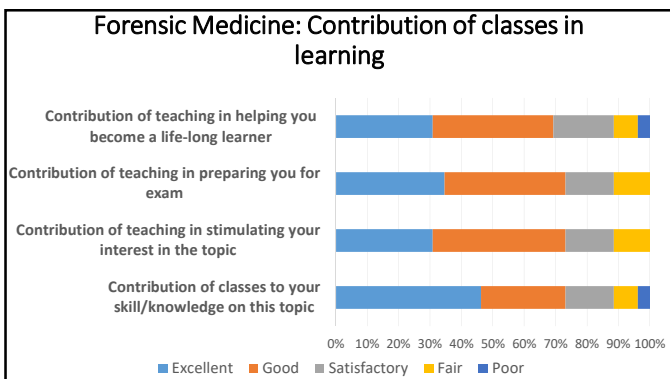 Forensic Medicine: Contribution of classes in
learning
Contribution of teaching in helping you
become a life-long learner
Contribution of teaching in preparing you for
exam
Contribution of teaching in stimulating your
interest in the topic
Contribution of classes to your
skill/knowledge on this topic
0% 10% 20% 30% 40% 50% 60% 70% 80% 90% 100%
Excellent Good Satisfactory Fair Poor